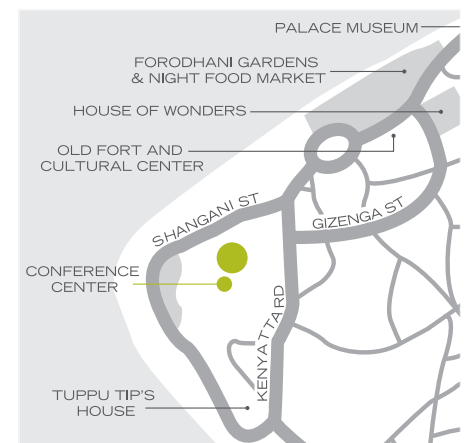 PALACE MUSEUM
FORODHANI GARDENS
& NIGHT FOOD MARKET
HOUSE OF WONDERS
OLD FORT AND
CULTURAL CENTER
SHANGANI ST
GIZENGA ST
CONFERENCE
CENTER
KENYATTA RD
TUPPU TIP'S
HOUSE